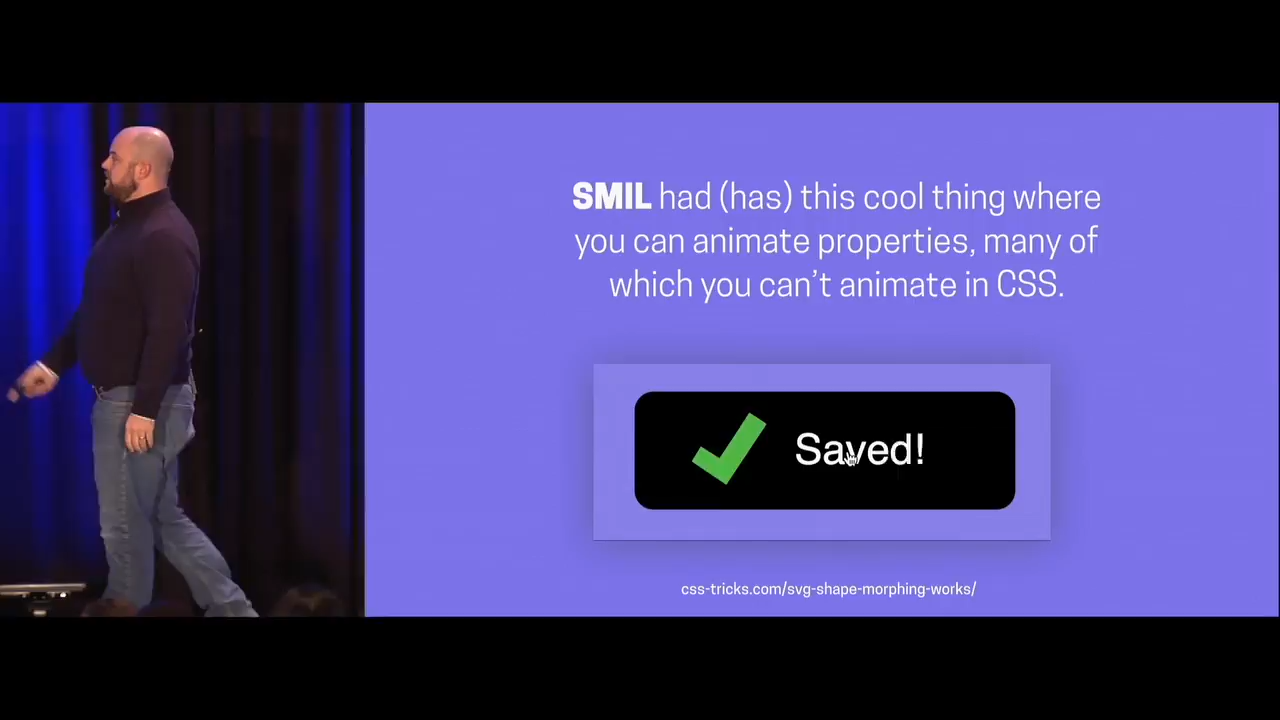 SMIL had (has) this cool thing where
you can animate properties, many of
which you can’t animate in CSS.
Saved!
css-tricks.com/svg-shape-morphing-works/